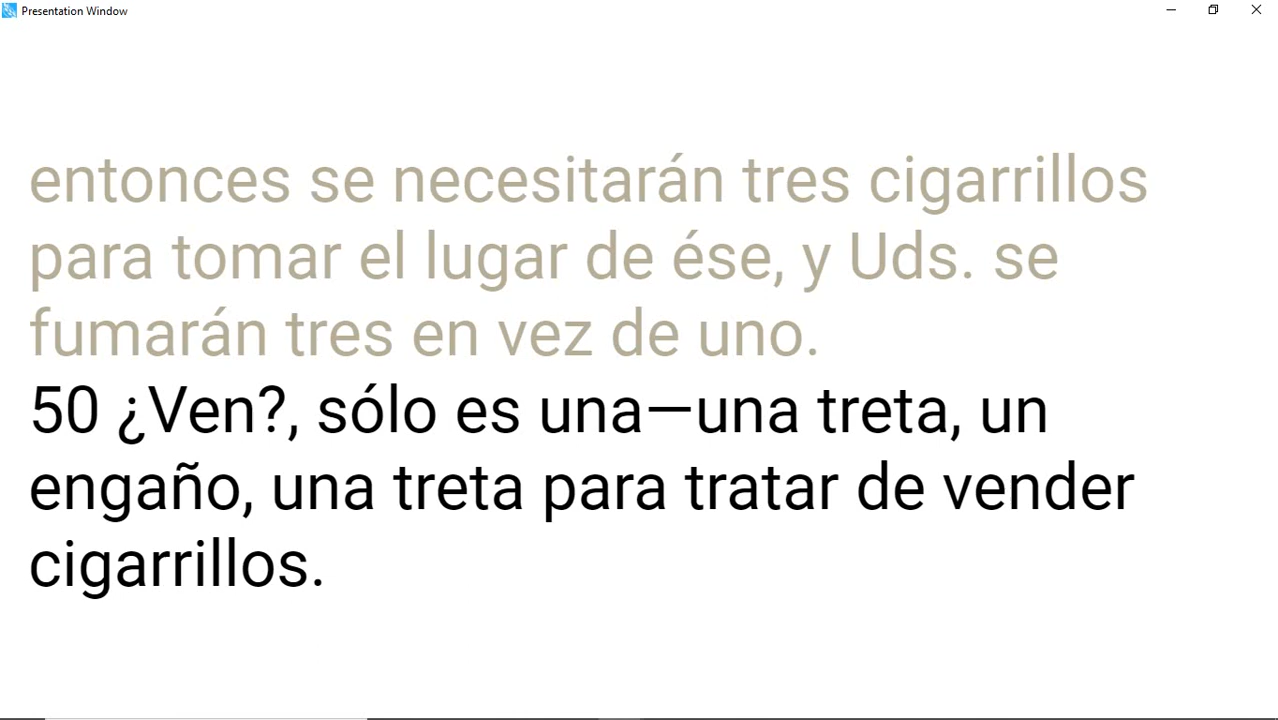 Presentation Window
entonces se necesitarán tres cigarrillos
para tomar el lugar de ése, y Uds. se
fumarán tres en vez de uno.
50 ¿Ven?, sólo es una—una treta, un
engaño, una treta para tratar de vender
cigarrillos.